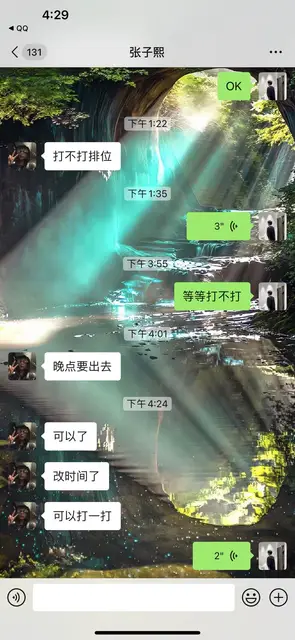 4:29
QQ
131
张子熙
OK
下午1:22
打不打排位
下午1:35
3"
下午3:55
等等打不打
下午4:01
晚点要出去
下午4:24
可以了
改时间了
可以打一打
2"